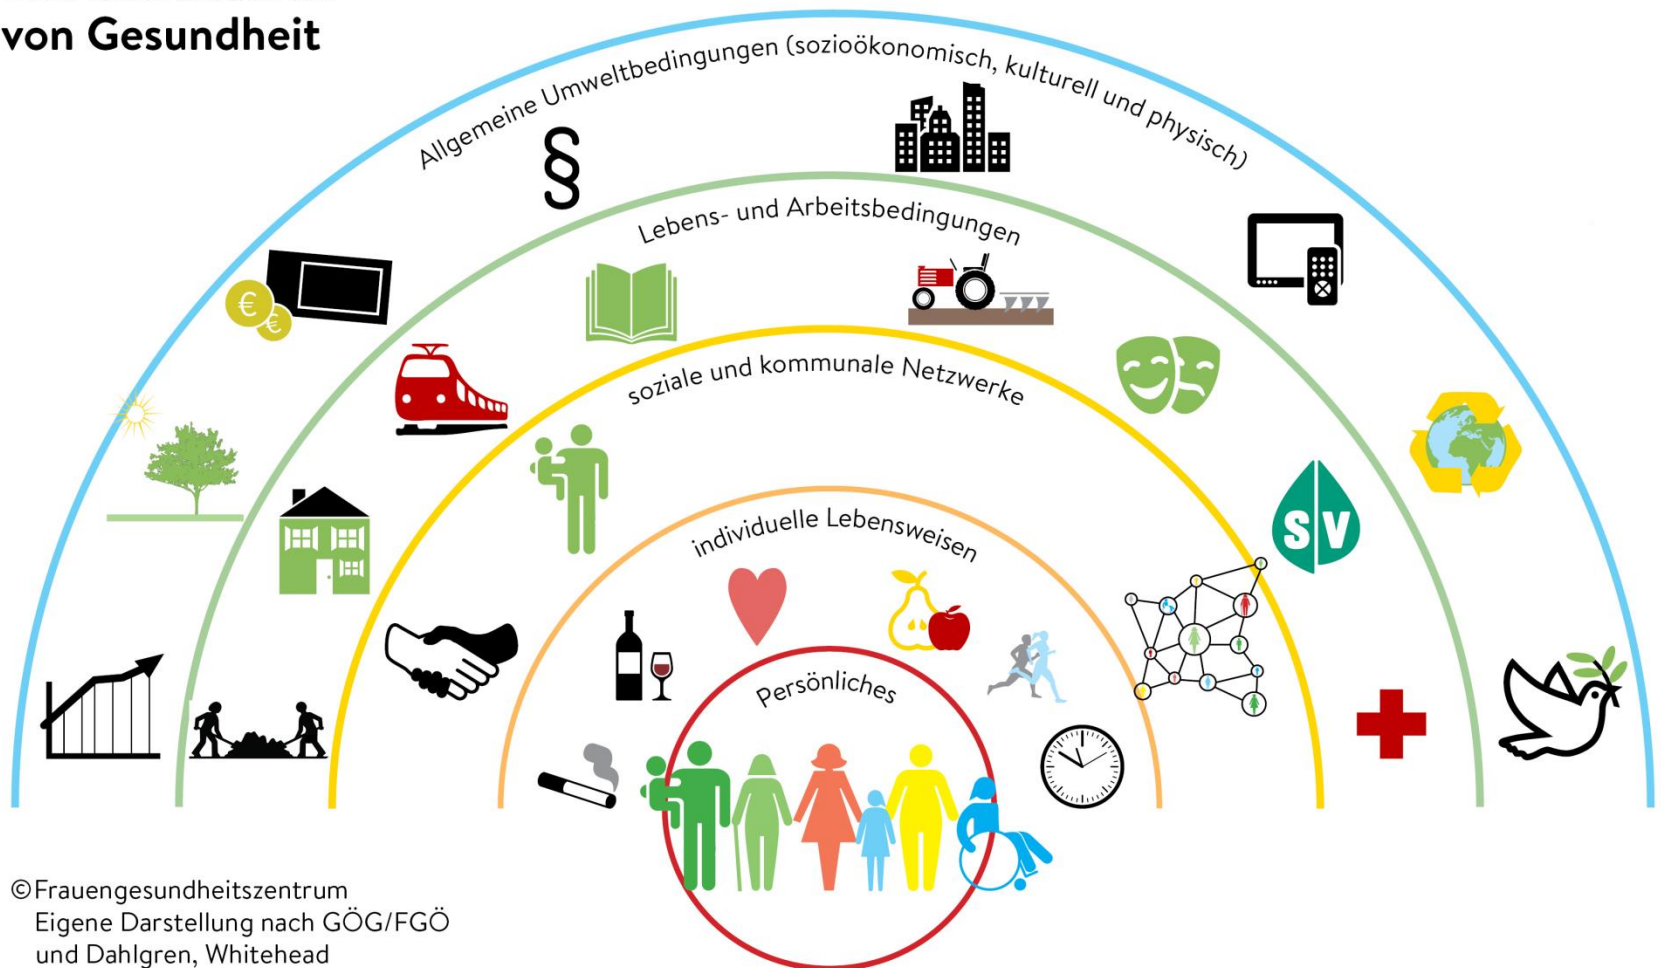 von Gesundheit
Allgemeine Umweltbedingungen (sozioökonomisch, kulturell und physisch)
§
Lebens- und Arbeitsbedingungen
€
€
soziale und kommunale Netzwerke
S V
individuelle Lebensweisen
Persönliches
©Frauengesundheitszentrum
Eigene Darstellung nach GÖG/FGÖ
und Dahlgren, Whitehead